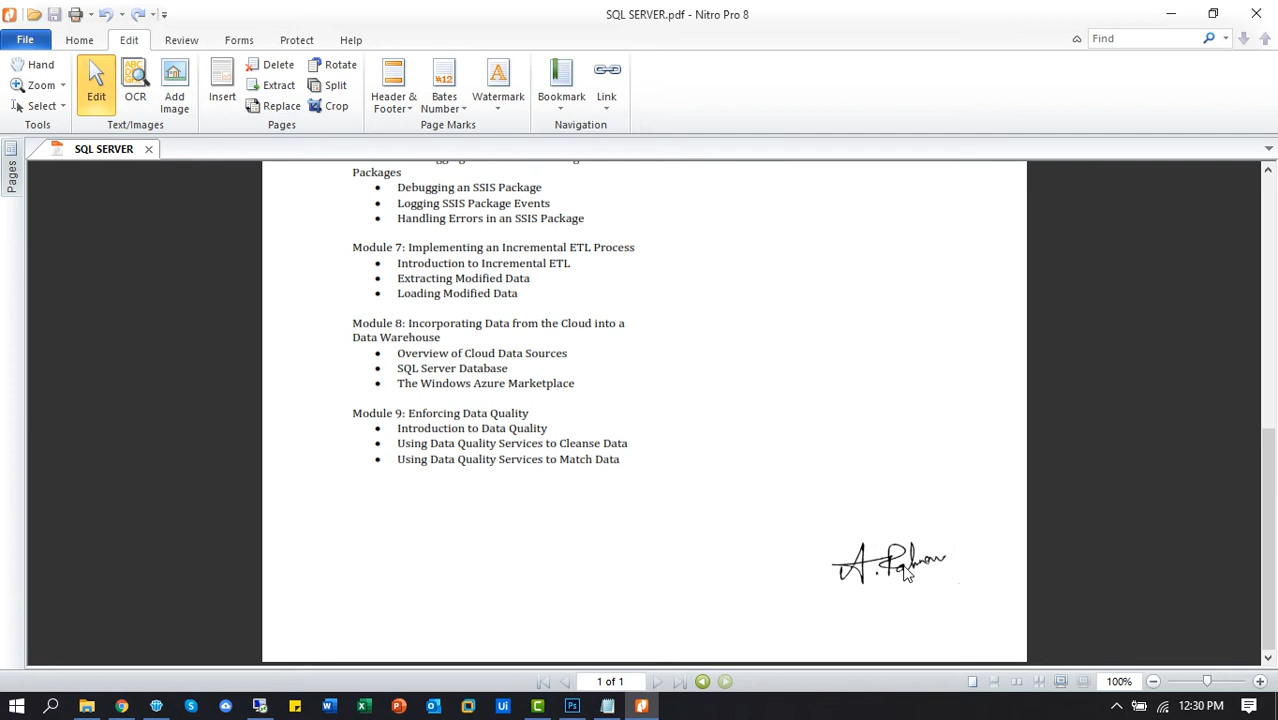 SQL SERVER.pdf - Nitro Pro 8
File Home Edit Review Forms Protect Help
Find
Hand
Zoom
Select
Tools
Edit
OCR
Add
Image
Text/Images
Insert
Delete
Extract
Replace
Rotate
Split
Crop
Pages
Header &
Footer
Bates
Number
Watermark
Page Marks
Bookmark
Link
Navigation
SQL SERVER
Pages
Packages
• Debugging an SSIS Package
• Logging SSIS Package Events
• Handling Errors in an SSIS Package
Module 7: Implementing an Incremental ETL Process
• Introduction to Incremental ETL
• Extracting Modified Data
• Loading Modified Data
Module 8: Incorporating Data from the Cloud into a
Data Warehouse
• Overview of Cloud Data Sources
• SQL Server Database
• The Windows Azure Marketplace
Module 9: Enforcing Data Quality
• Introduction to Data Quality
• Using Data Quality Services to Cleanse Data
• Using Data Quality Services to Match Data
1 of 1
100%
12:30 PM